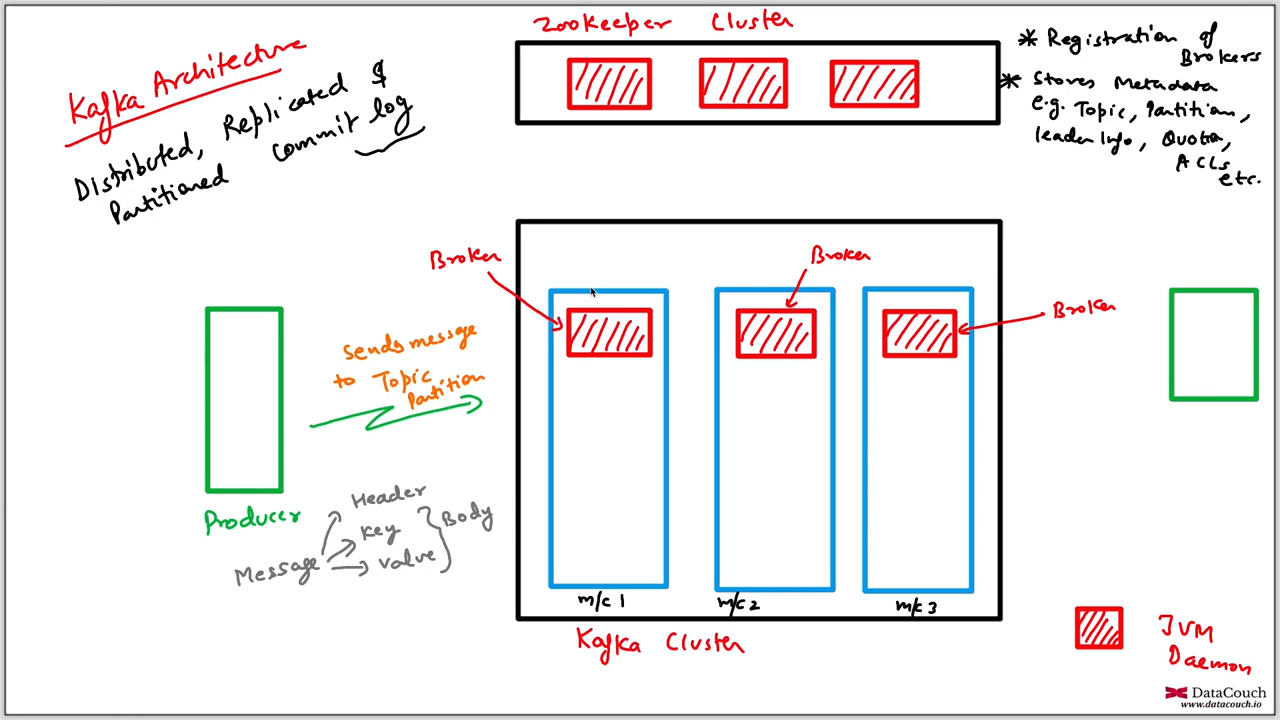 Zookeeper Cluster
Kafka Architecture
Distributed, Replicated &
Partitioned commit log
* Registration of
Brokers
* Stores Metadata
e.g. Topic, Partition,
leader Info, Quota,
ACLs
etc.
Broker
Broker
Broker
sends message
to Topic
Partition
Producer
Message
Header
Key
Value
Body
m/c 1
m/c 2
m/c 3
Kafka Cluster
JVM
Daemon
DataCouch
www.datacouch.io